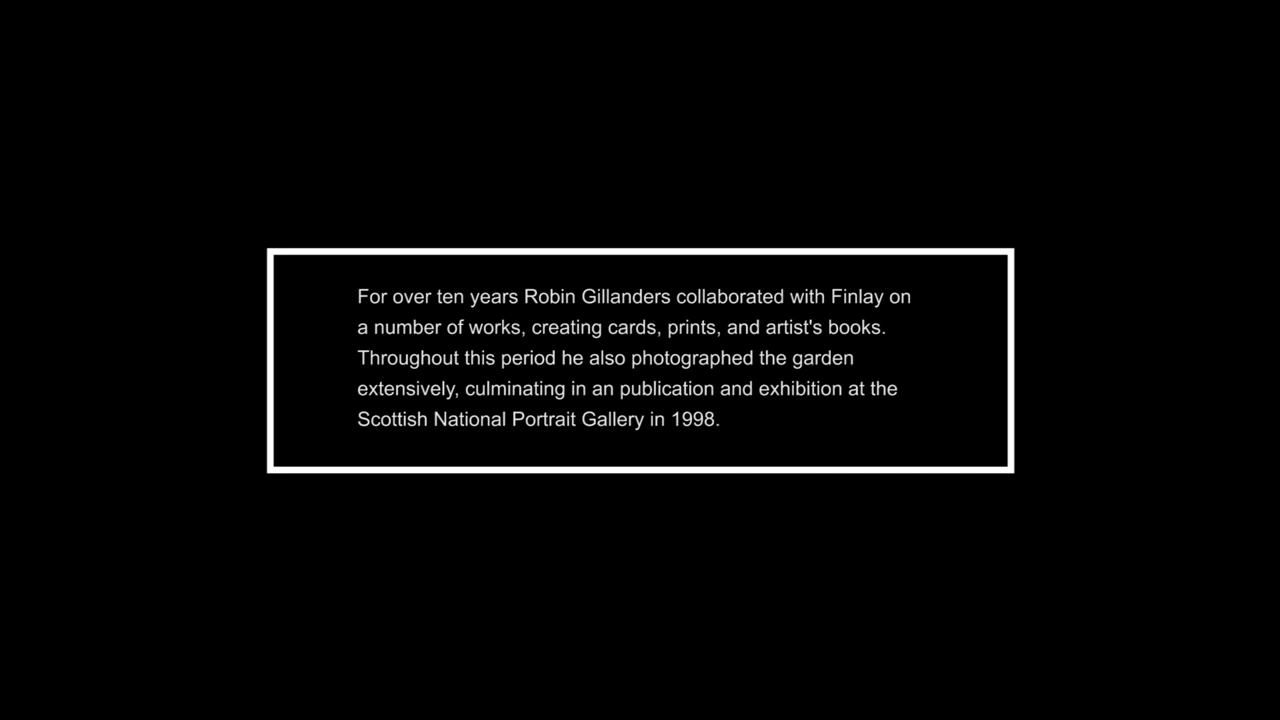 For over ten years Robin Gillanders collaborated with Finlay on
a number of works, creating cards, prints, and artist's books.
Throughout this period he also photographed the garden
extensively, culminating in an publication and exhibition at the
Scottish National Portrait Gallery in 1998.